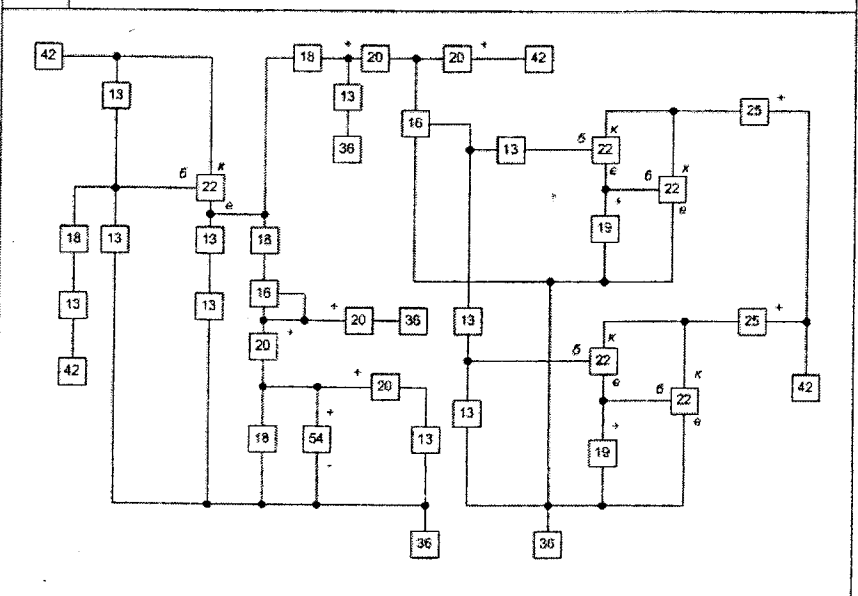 42 18 + 20 20 + 42
13 13 25 +
16 к
36 13 б 22
б к е к
22 б 22
е + е
18 13 13 18 19
16
13 13 + 20 36 13 25 +
+ к
20 б 22
42 е к
+ 20 б 22 42
+ 13 е
18 54 13 + 19
-
36 36